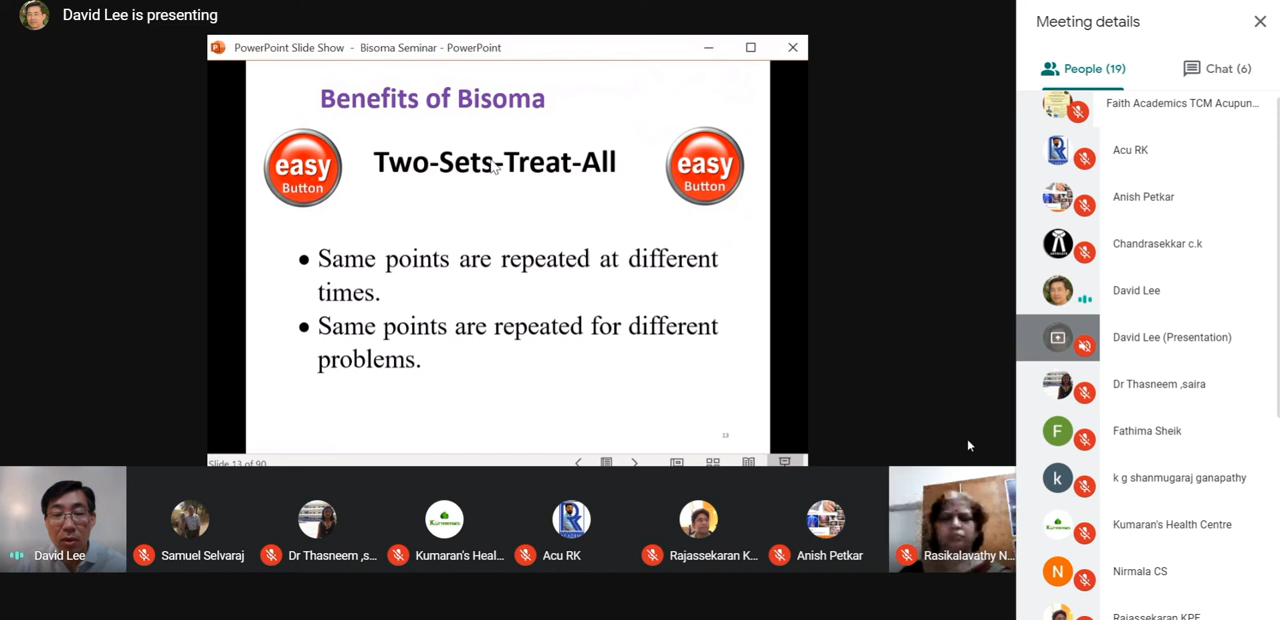 David Lee is presenting
PowerPoint Slide Show - Bisoma Seminar - PowerPoint
Benefits of Bisoma
easy
Button
Two-Sets-Treat-All
easy
Button
● Same points are repeated at different
times.
● Same points are repeated for different
problems.
13
Slide 13 of 90
David Lee
Samuel Selvaraj
Dr Thasneem ,s...
Kumaran's Heal...
Acu RK
Rajassekaran K...
Anish Petkar
Rasikalavathy N...
Meeting details
People (19)
Chat (6)
Faith Academics TCM Acupun...
Acu RK
Anish Petkar
Chandrasekkar c.k
David Lee
David Lee (Presentation)
Dr Thasneem ,saira
F
Fathima Sheik
k
k g shanmugaraj ganapathy
Kumaran's Health Centre
N
Nirmala CS
Rajassekaran KPF